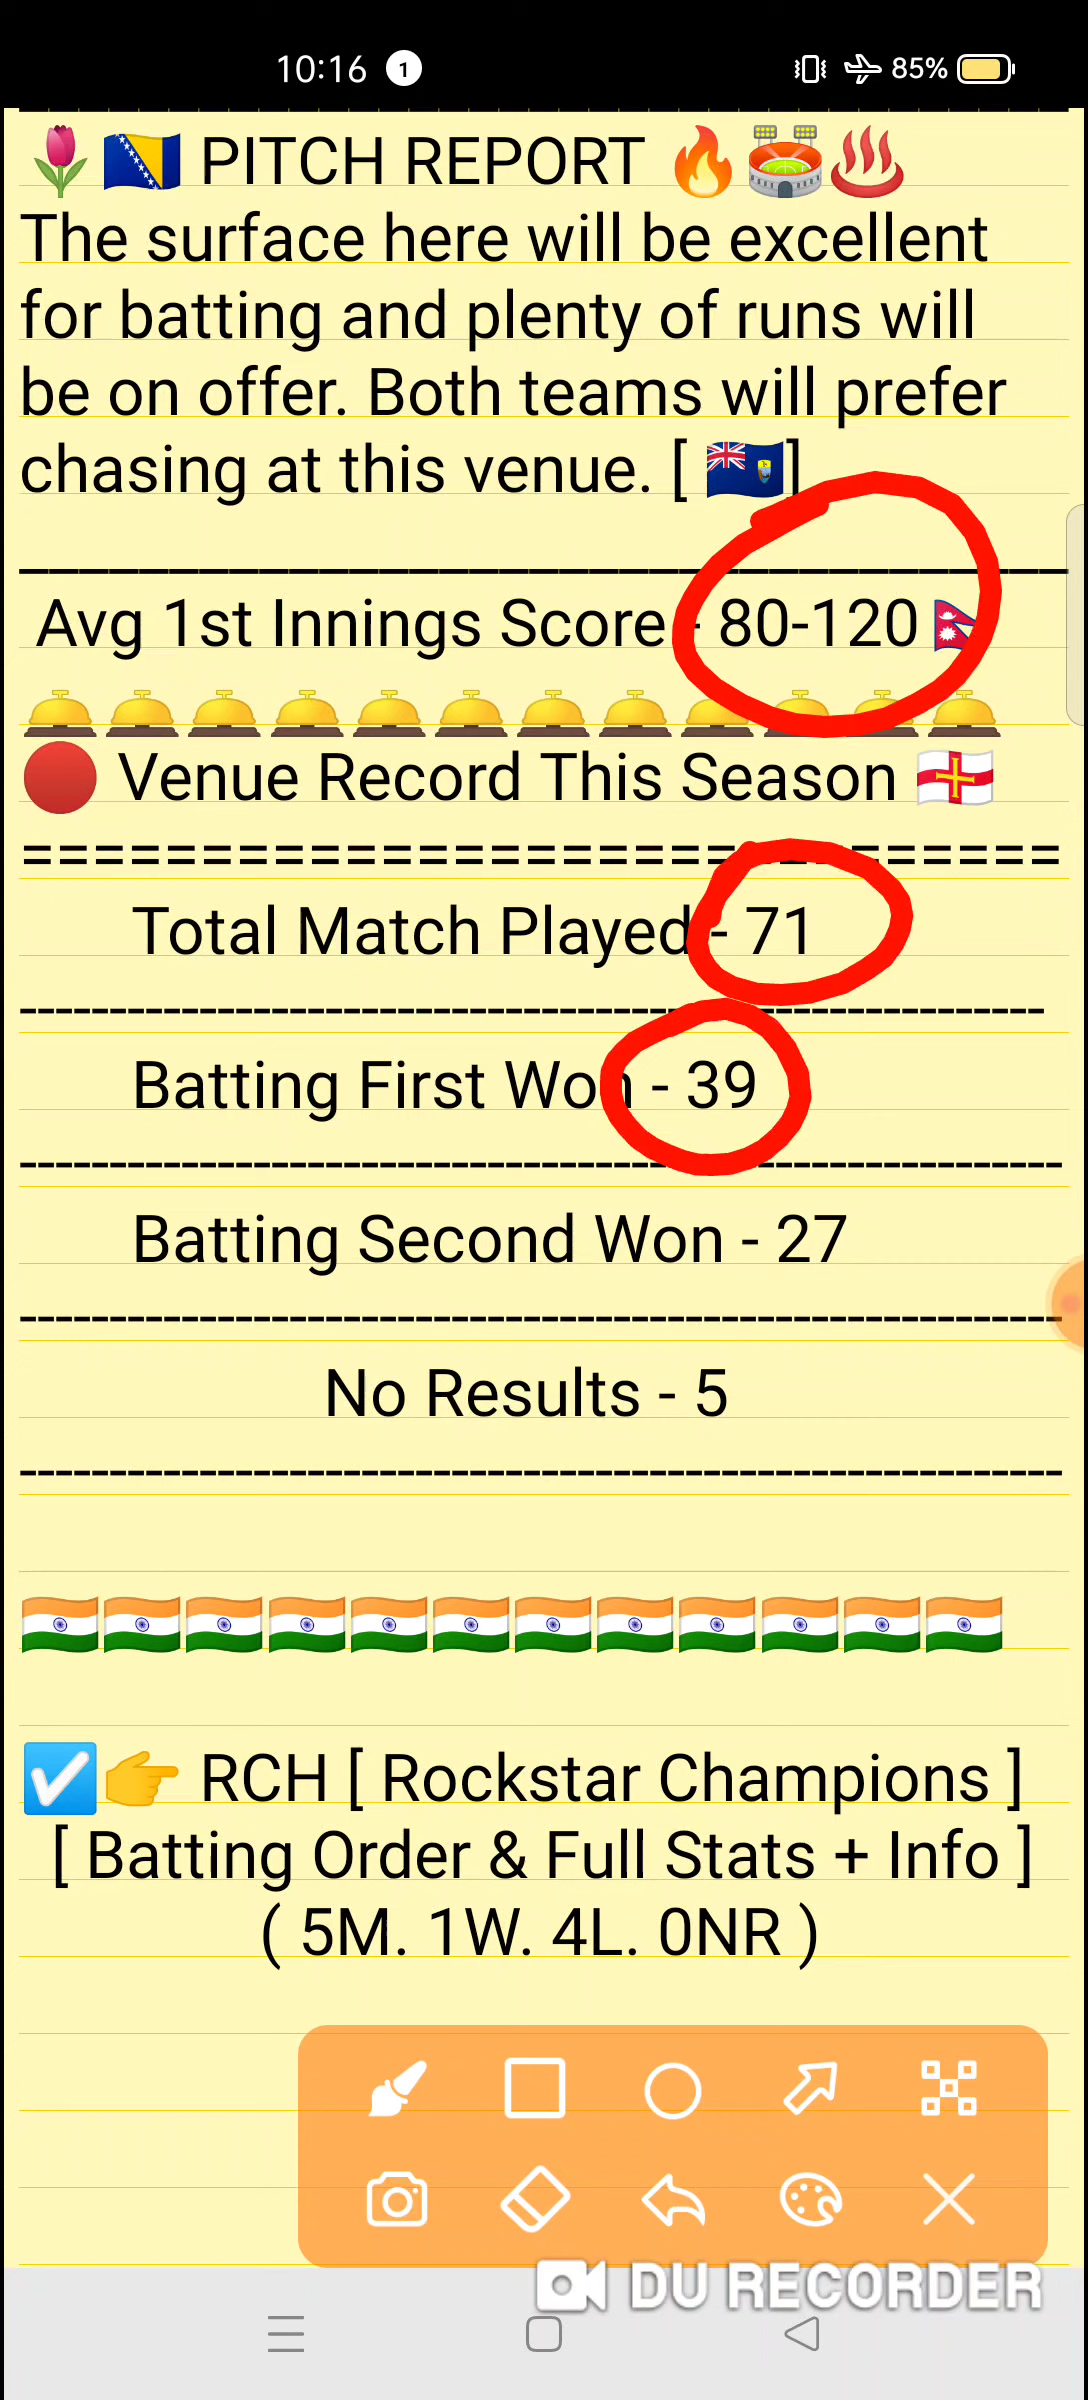 10:16 1 85%
🌷🇧🇦 PITCH REPORT 🔥🏟️♨️
The surface here will be excellent
for batting and plenty of runs will
be on offer. Both teams will prefer
chasing at this venue. [ 🇸🇭]
Avg 1st Innings Score - 80-120 🇳🇵
🛎️🛎️🛎️🛎️🛎️🛎️🛎️🛎️🛎️🛎️🛎️🛎️
🔴 Venue Record This Season 🇬🇬
=============================
Total Match Played - 71
Batting First Won - 39
Batting Second Won - 27
No Results - 5
🇮🇳🇮🇳🇮🇳🇮🇳🇮🇳🇮🇳🇮🇳🇮🇳🇮🇳🇮🇳🇮🇳🇮🇳
☑️👉 RCH [ Rockstar Champions ]
[ Batting Order & Full Stats + Info ]
( 5M. 1W. 4L. 0NR )
DU RECORDER